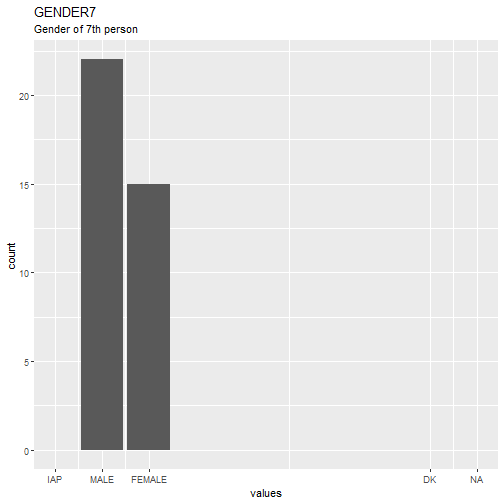 GENDER7
Gender of 7th person
count
20
15
10
5
0
IAP MALE FEMALE DK NA
values